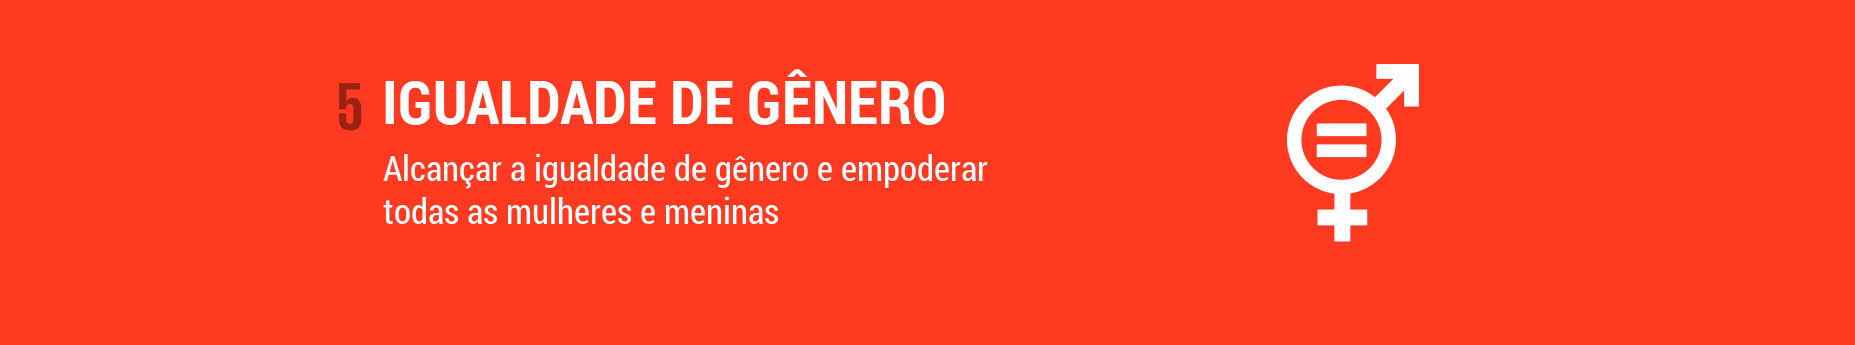 5 IGUALDADE DE GÊNERO
Alcançar a igualdade de gênero e empoderar
todas as mulheres e meninas